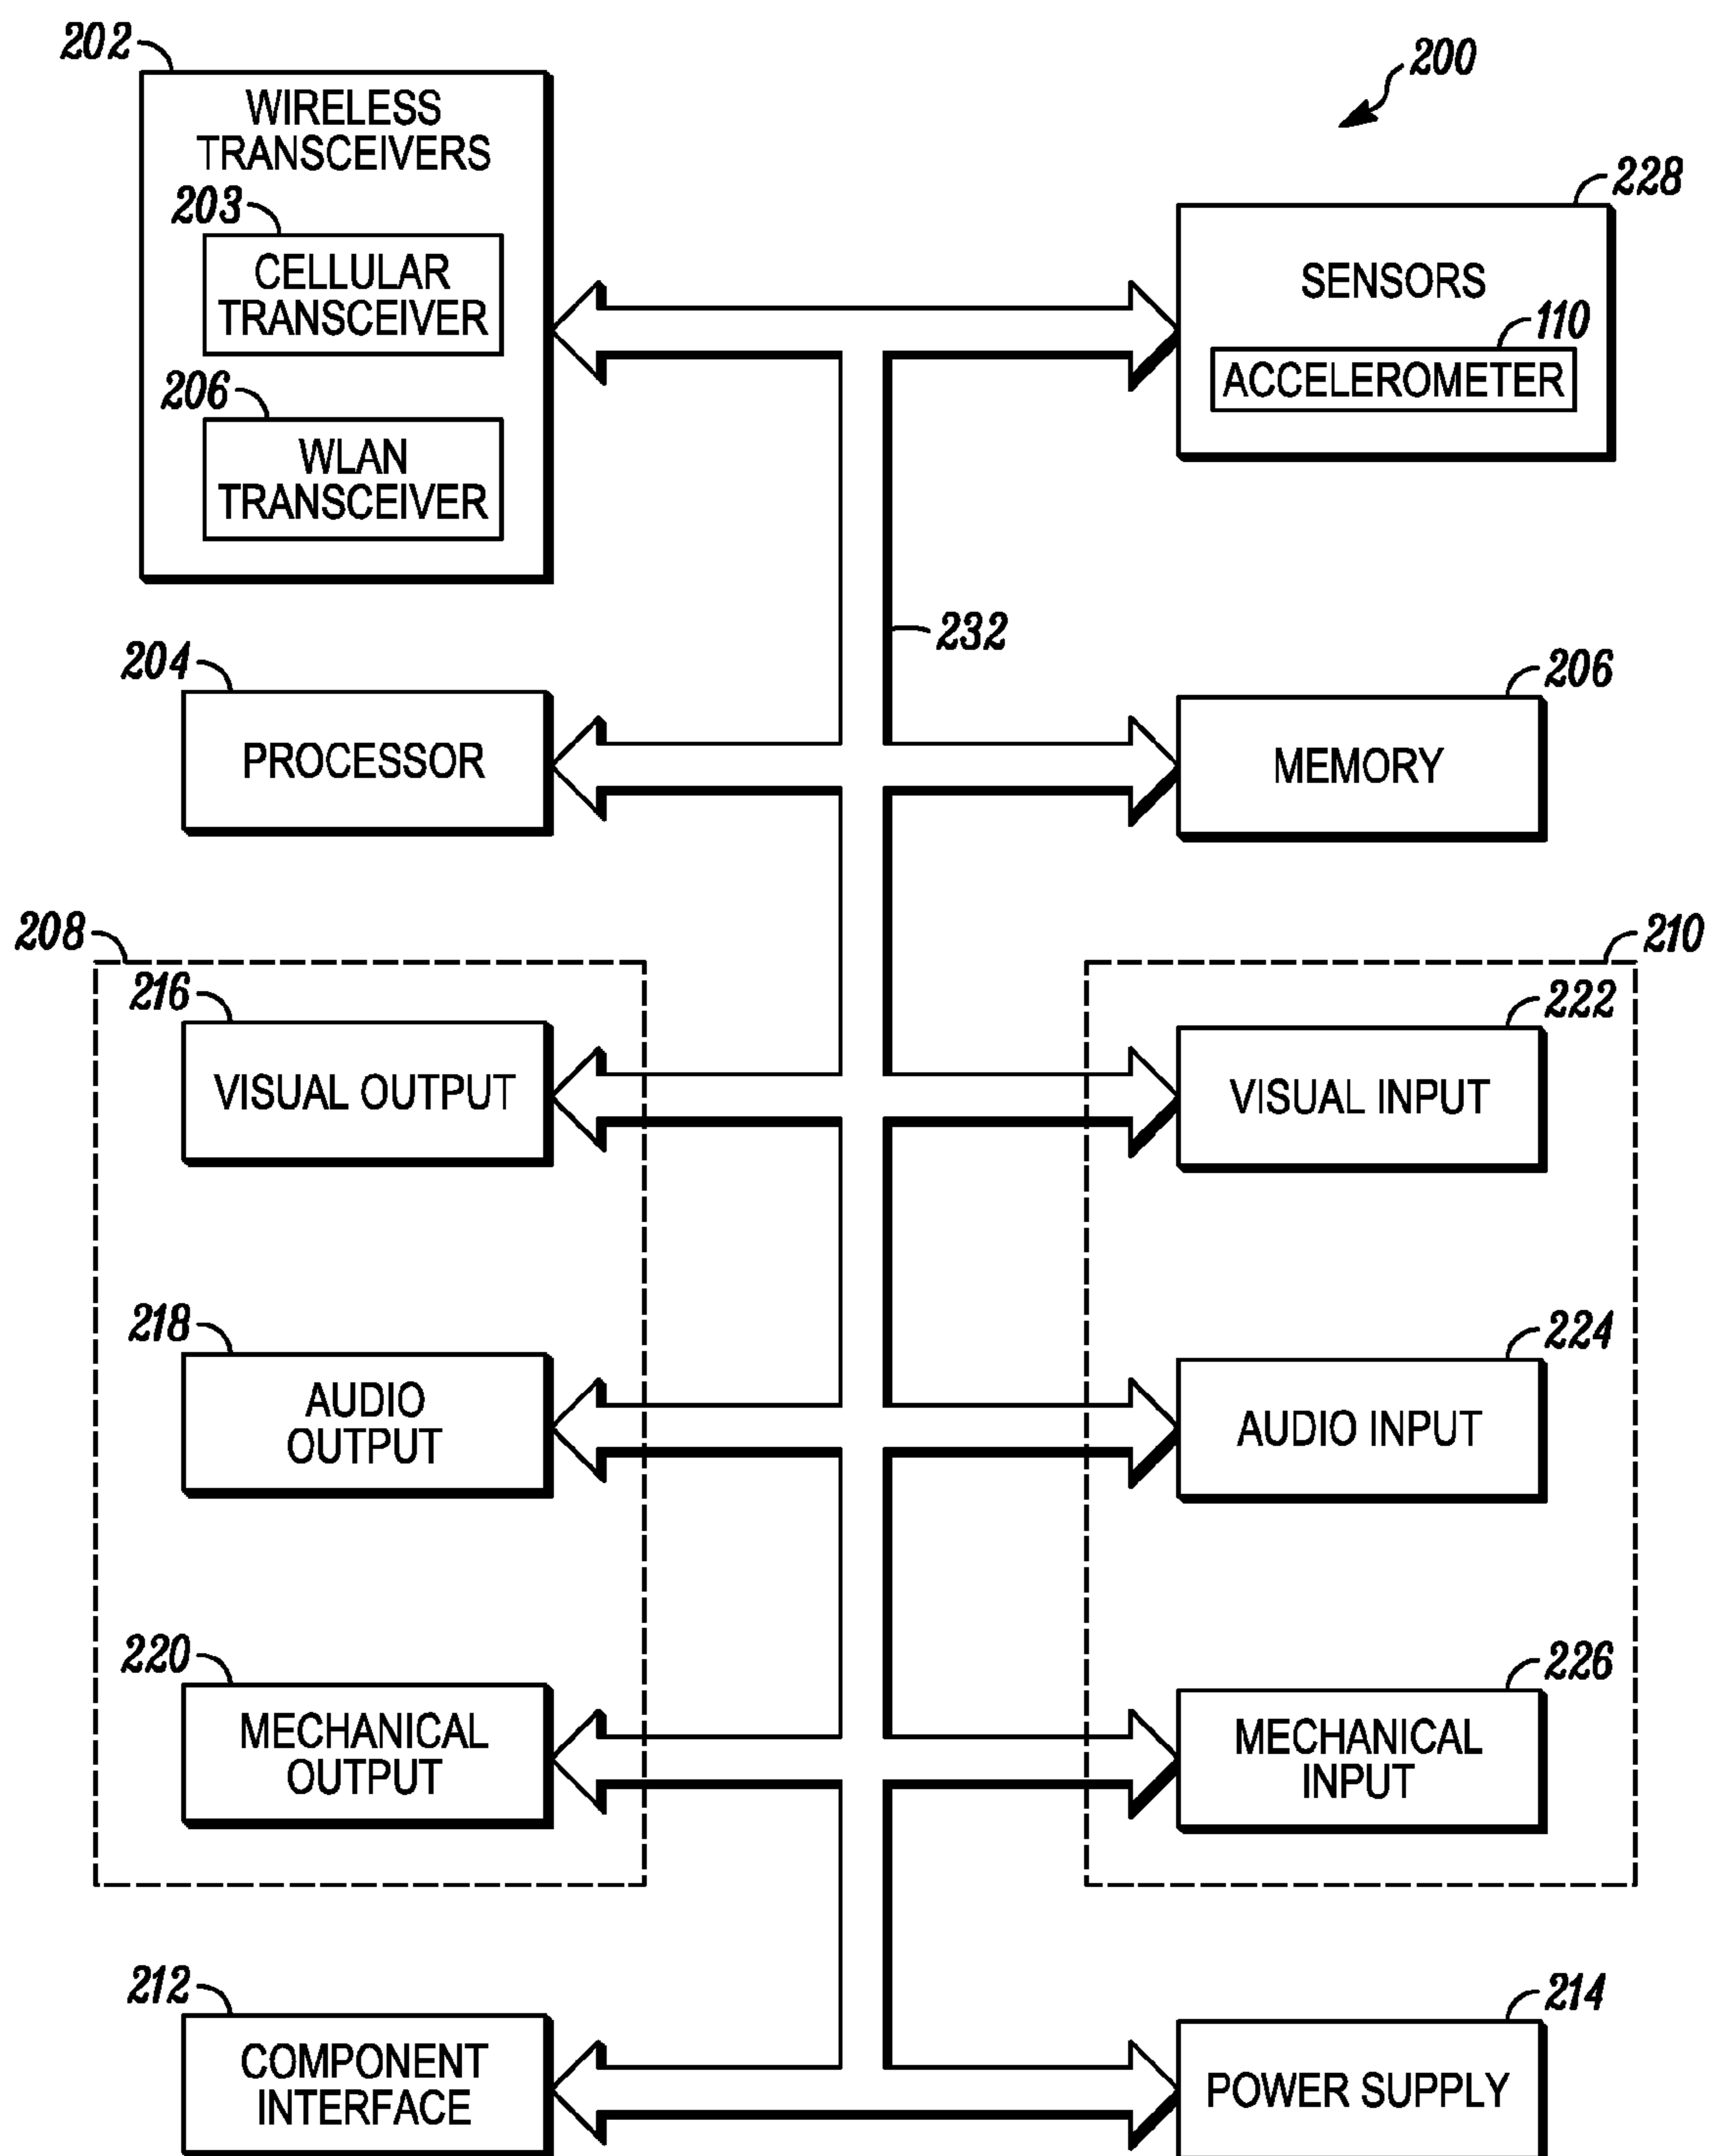 202
200
WIRELESS
TRANSCEIVERS
228
203
CELLULAR
TRANSCEIVER
SENSORS
110
ACCELEROMETER
206
WLAN
TRANSCEIVER
232
204
PROCESSOR
206
MEMORY
208
210
216
VISUAL OUTPUT
222
VISUAL INPUT
218
AUDIO
OUTPUT
224
AUDIO INPUT
220
MECHANICAL
OUTPUT
226
MECHANICAL
INPUT
212
COMPONENT
INTERFACE
214
POWER SUPPLY